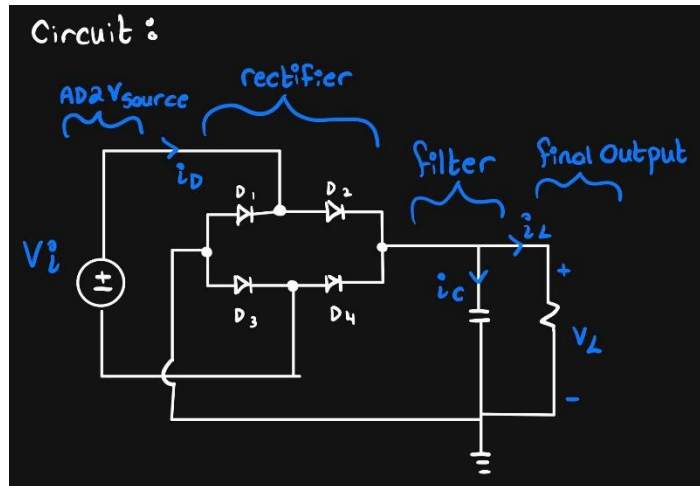 Circuit :
AD2 Vsource
rectifier
filter
final output
iD
D1
D2
iL
Vi
+
-
iC
+
D3
D4
VL
-